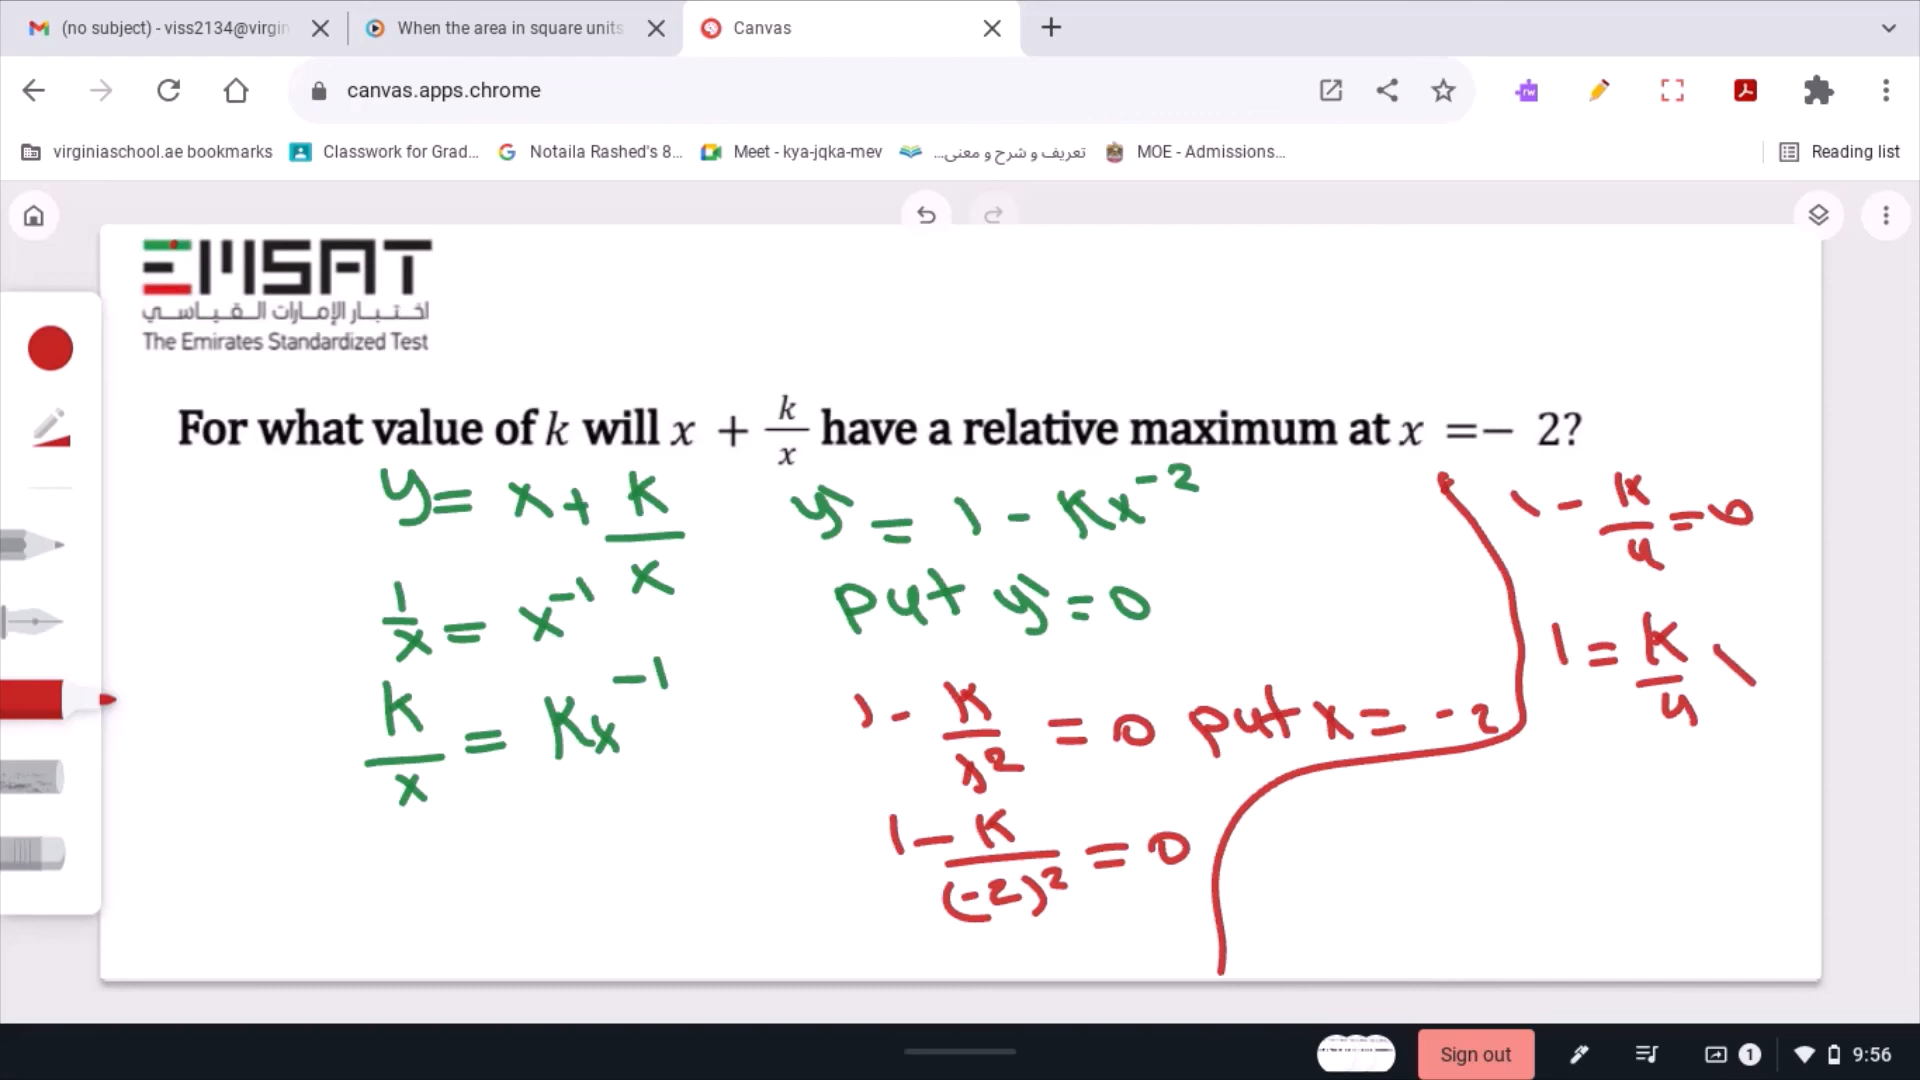 (no subject) - viss2134@virgin
When the area in square units
Canvas
canvas.apps.chrome
virginiaschool.ae bookmarks
Classwork for Grad...
Notaila Rashed's 8...
Meet - kya-jqka-mev
تعريف و شرح و معنى...
MOE - Admissions...
Reading list
EMSAT
اختبار الإمارات القياسي
The Emirates Standardized Test
For what value of k will x + k/x have a relative maximum at x = - 2?
y = x + k/x
1/x = x^-1
k/x = Kx^-1
y' = 1 - Kx^-2
put y' = 0
1 - K/x^2 = 0 put x = -2
1 - K/(-2)^2 = 0
1 - K/4 = 0
1 = K/4
Sign out
1
9:56